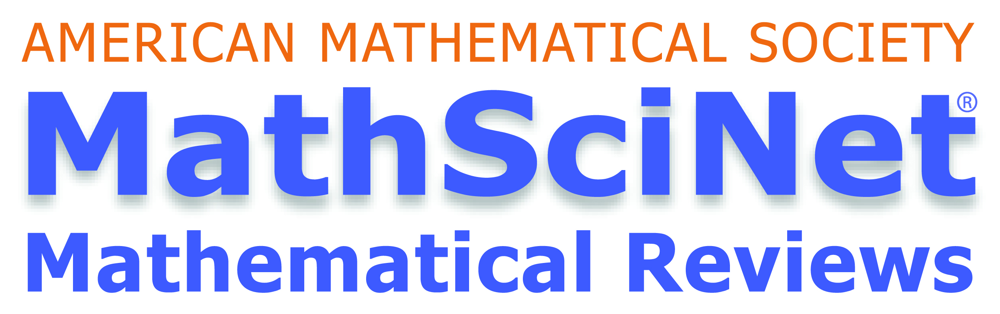 AMERICAN MATHEMATICAL SOCIETY
MathSciNet®
Mathematical Reviews